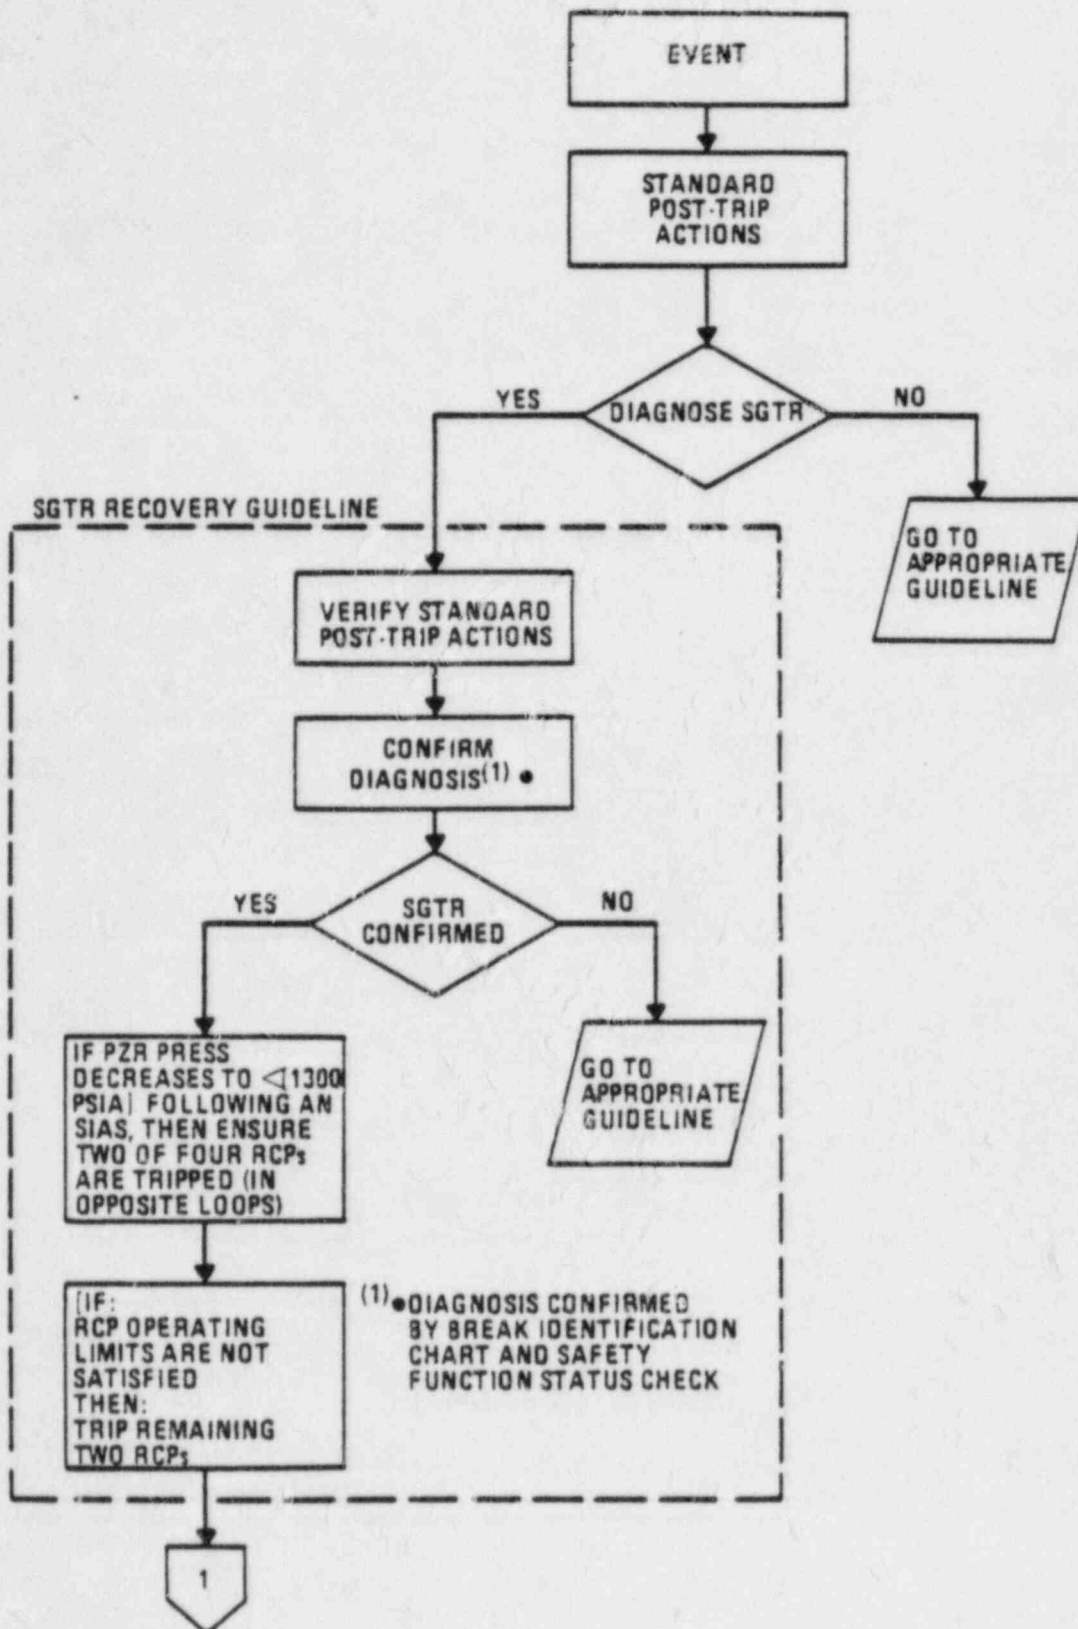 EVENT
STANDARD
POST-TRIP
ACTIONS
YES
DIAGNOSE SGTR
NO
SGTR RECOVERY GUIDELINE
GO TO
APPROPRIATE
GUIDELINE
VERIFY STANDARD
POST-TRIP ACTIONS
CONFIRM
DIAGNOSIS(1) •
YES
SGTR
CONFIRMED
NO
IF PZR PRESS
DECREASES TO <[1300
PSIA] FOLLOWING AN
SIAS, THEN ENSURE
TWO OF FOUR RCPs
ARE TRIPPED (IN
OPPOSITE LOOPS)
GO TO
APPROPRIATE
GUIDELINE
[IF:
RCP OPERATING
LIMITS ARE NOT
SATISFIED
THEN:
TRIP REMAINING
TWO RCPs
(1)• DIAGNOSIS CONFIRMED
BY BREAK IDENTIFICATION
CHART AND SAFETY
FUNCTION STATUS CHECK
1